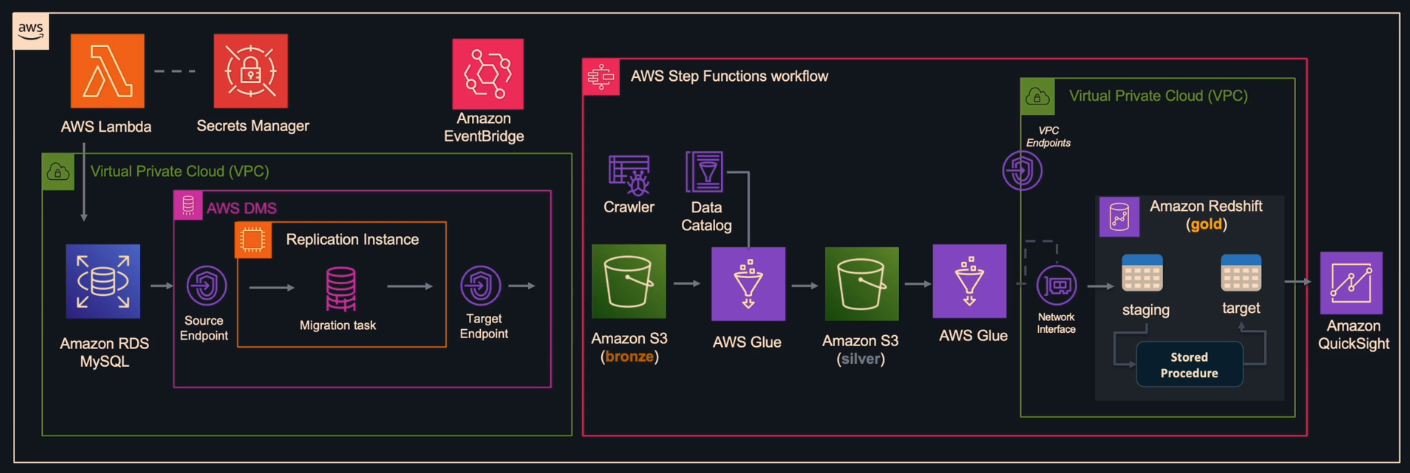 aws
AWS Lambda
Secrets Manager
Amazon
EventBridge
Virtual Private Cloud (VPC)
AWS DMS
Replication Instance
Amazon RDS
MySQL
Source
Endpoint
Migration task
Target
Endpoint
AWS Step Functions workflow
Crawler
Data
Catalog
Amazon S3
(bronze)
AWS Glue
Amazon S3
(silver)
AWS Glue
Virtual Private Cloud (VPC)
VPC
Endpoints
Network
Interface
Amazon Redshift
(gold)
staging
target
Stored
Procedure
Amazon
QuickSight